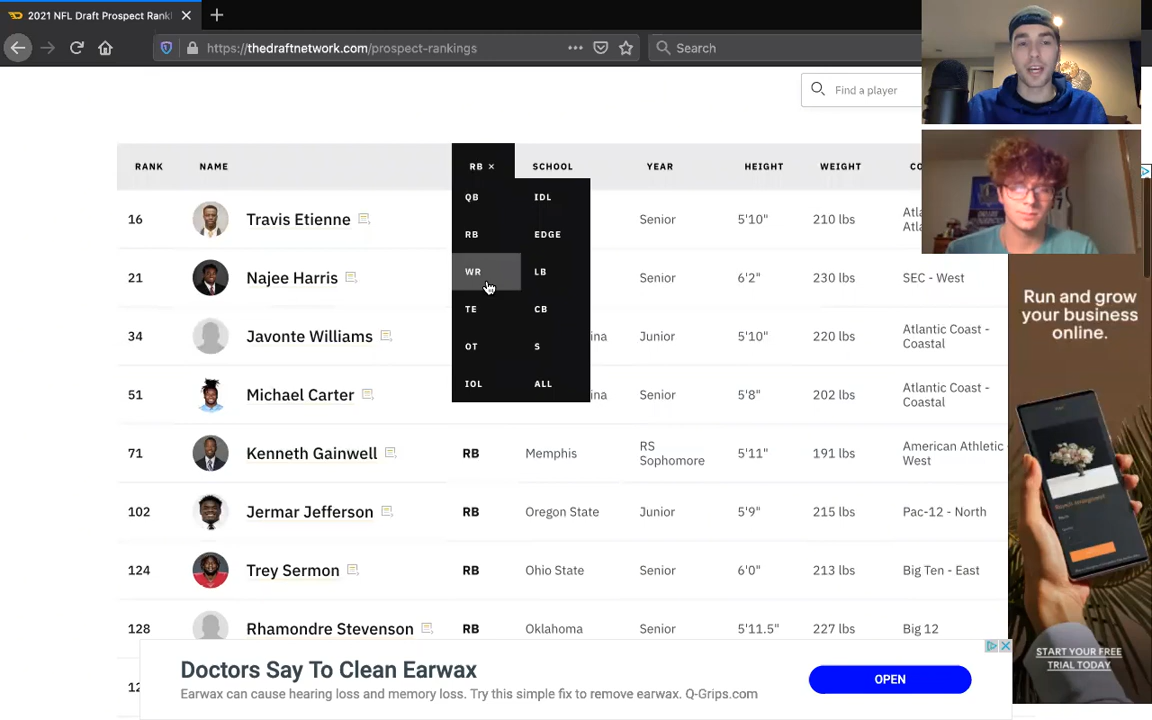 2021 NFL Draft Prospect Rank
https://thedraftnetwork.com/prospect-rankings
Search
Find a player
RANK NAME RB × SCHOOL YEAR HEIGHT WEIGHT CO
QB IDL
RB EDGE
WR LB
TE CB
OT S
IOL ALL
16 Travis Etienne Senior 5'10" 210 lbs Atla
Atla
21 Najee Harris Senior 6'2" 230 lbs SEC - West
34 Javonte Williams ina Junior 5'10" 220 lbs Atlantic Coast -
Coastal
51 Michael Carter ina Senior 5'8" 202 lbs Atlantic Coast -
Coastal
71 Kenneth Gainwell RB Memphis RS
Sophomore 5'11" 191 lbs American Athletic
West
102 Jermar Jefferson RB Oregon State Junior 5'9" 215 lbs Pac-12 - North
124 Trey Sermon RB Ohio State Senior 6'0" 213 lbs Big Ten - East
128 Rhamondre Stevenson RB Oklahoma Senior 5'11.5" 227 lbs Big 12
12
Run and grow
your business
online.
START YOUR FREE
TRIAL TODAY
Doctors Say To Clean Earwax
Earwax can cause hearing loss and memory loss. Try this simple fix to remove earwax. Q-Grips.com
OPEN